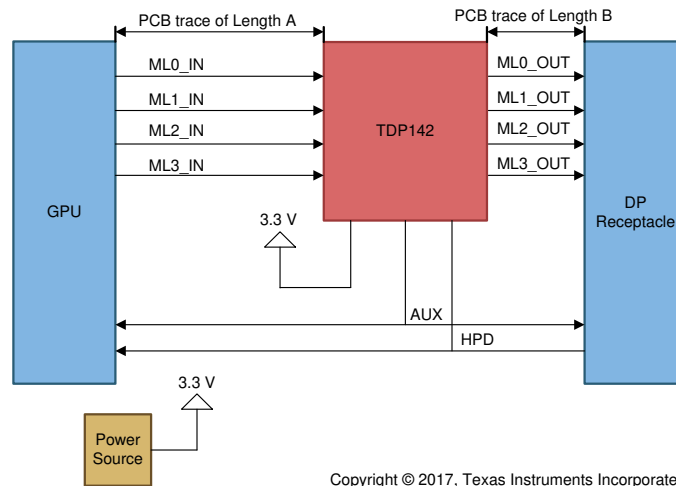 PCB trace of Length A
PCB trace of Length B
ML0_IN
ML0_OUT
ML1_IN
ML1_OUT
TDP142
ML2_IN
ML2_OUT
ML3_IN
ML3_OUT
GPU
DP
Receptacle
3.3 V
AUX
HPD
3.3 V
Power
Source
Copyright © 2017, Texas Instruments Incorporate